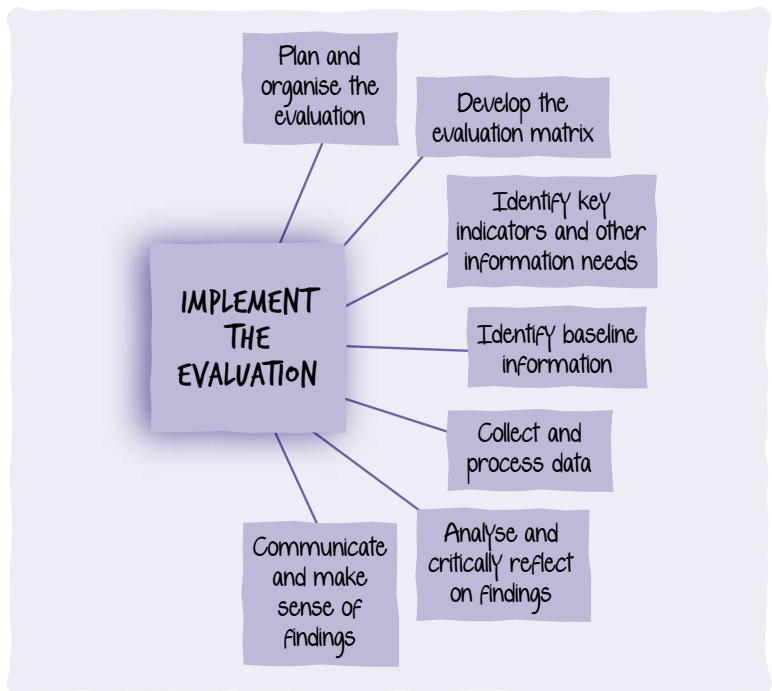 Plan and
organise the
evaluation
Develop the
evaluation matrix
Identify key
indicators and other
information needs
IMPLEMENT
THE
EVALUATION
Identify baseline
information
Collect and
process data
Analyse and
critically reflect
on findings
Communicate
and make
sense of
findings